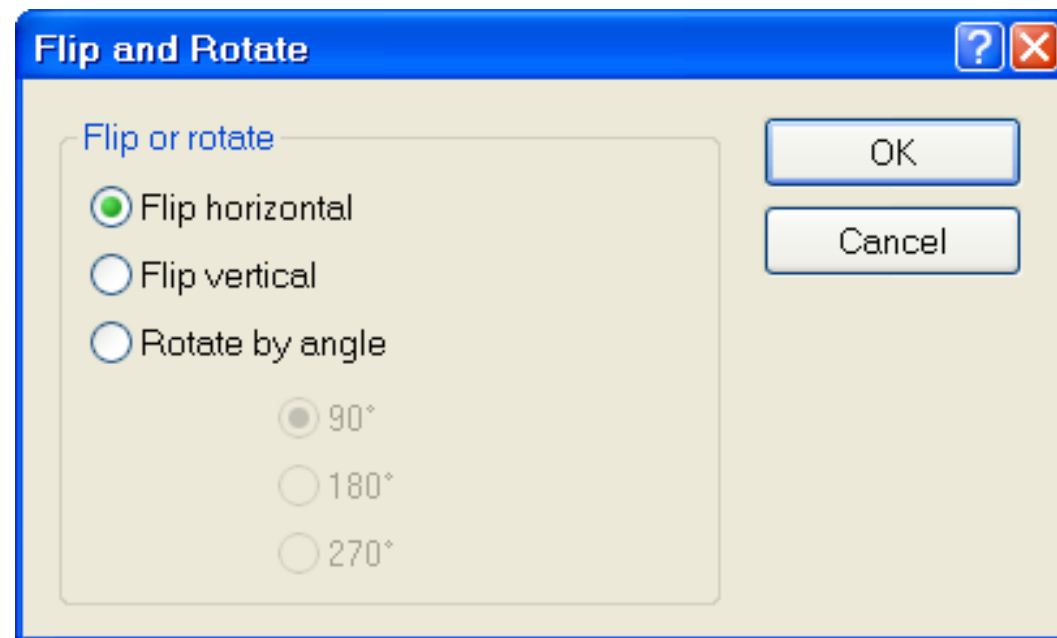 Flip and Rotate
Flip or rotate
Flip horizontal
Flip vertical
Rotate by angle
90°
180°
270°
OK
Cancel